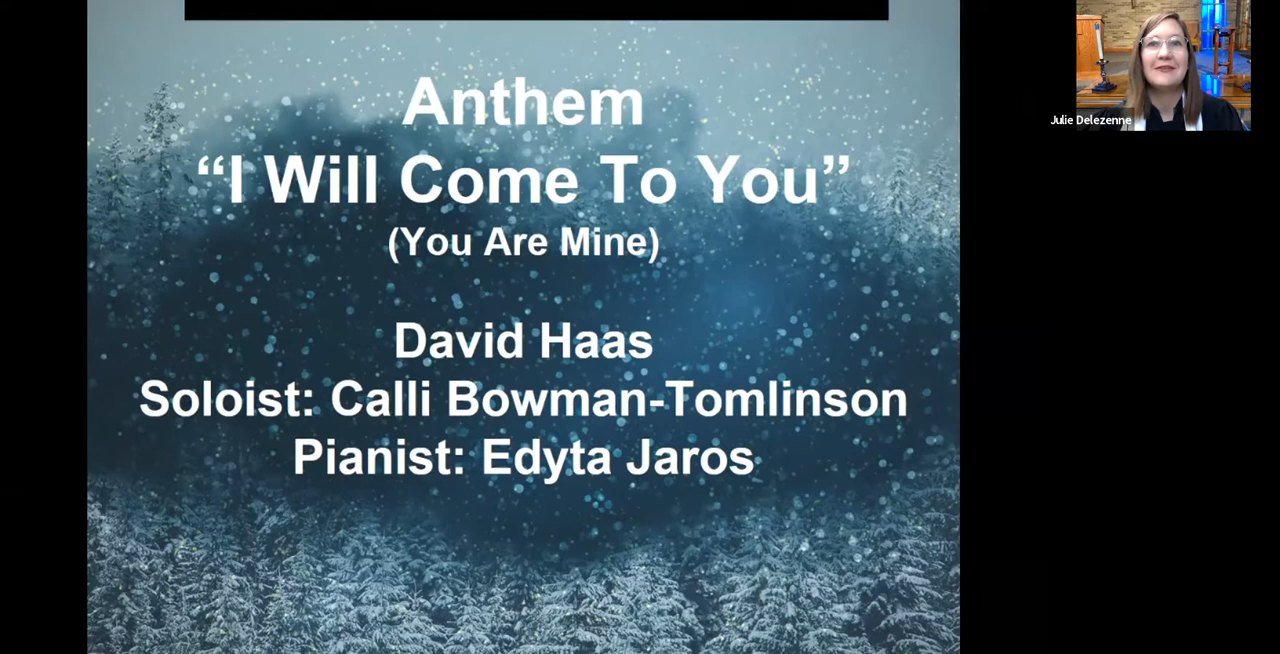 Anthem
“I Will Come To You”
(You Are Mine)
David Haas
Soloist: Calli Bowman-Tomlinson
Pianist: Edyta Jaros
Julie Delezenne